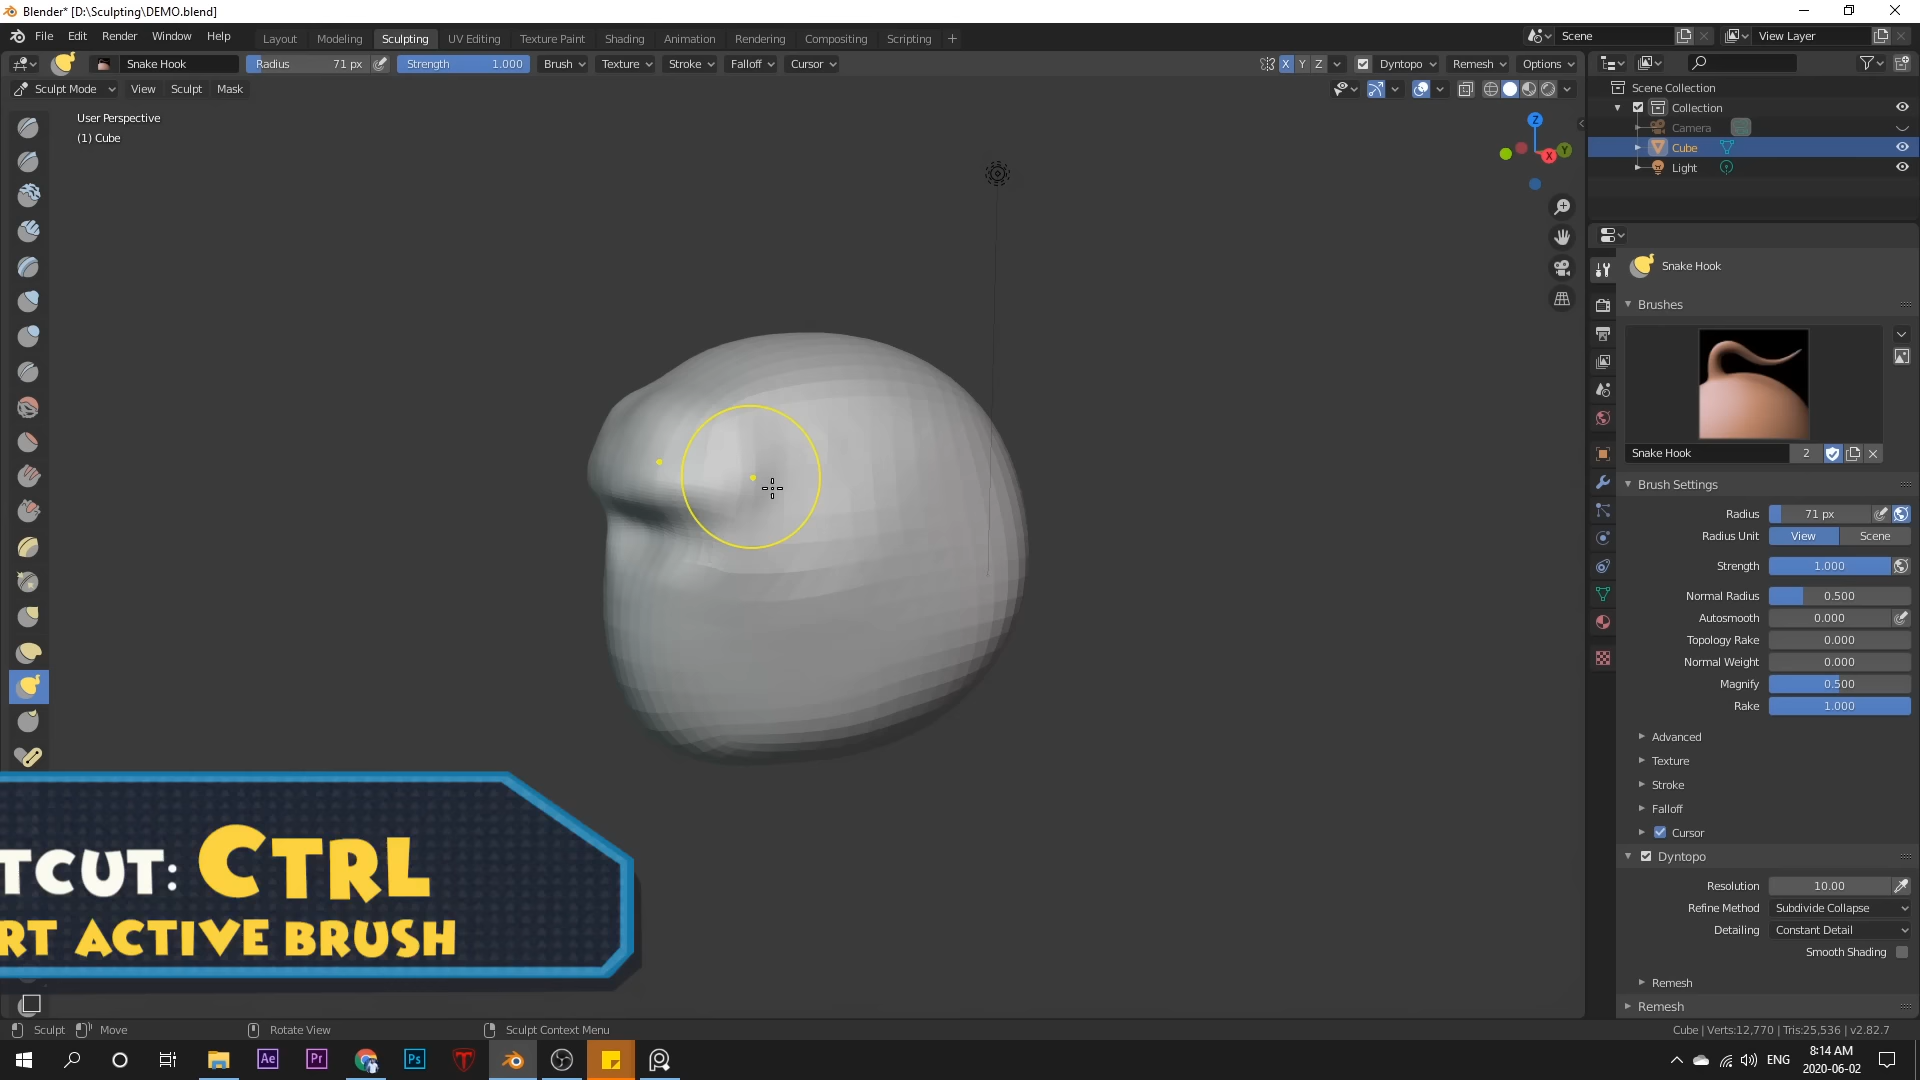 Blender* [D:\Sculpting\DEMO.blend]
File Edit Render Window Help
Layout Modeling Sculpting UV Editing Texture Paint Shading Animation Rendering Compositing Scripting +
Scene
View Layer
Snake Hook
Radius 71 px
Strength 1.000
Brush Texture Stroke Falloff Cursor
X Y Z
Dyntopo Remesh Options
Sculpt Mode View Sculpt Mask
User Perspective
(1) Cube
Z
X
Y
Scene Collection
Collection
Camera
Cube
Light
Snake Hook
Brushes
Snake Hook 2
Brush Settings
Radius 71 px
Radius Unit View Scene
Strength 1.000
Normal Radius 0.500
Autosmooth 0.000
Topology Rake 0.000
Normal Weight 0.000
Magnify 0.500
Rake 1.000
Advanced
Texture
Stroke
Falloff
Cursor
Dyntopo
Resolution 10.00
Refine Method Subdivide Collapse
Detailing Constant Detail
Smooth Shading
Remesh
Remesh
TCUT: CTRL
RT ACTIVE BRUSH
Sculpt Move Rotate View Sculpt Context Menu
Cube | Verts:12,770 | Tris:25,536 | v2.82.7
Ae Pr Ps
ENG
8:14 AM
2020-06-02